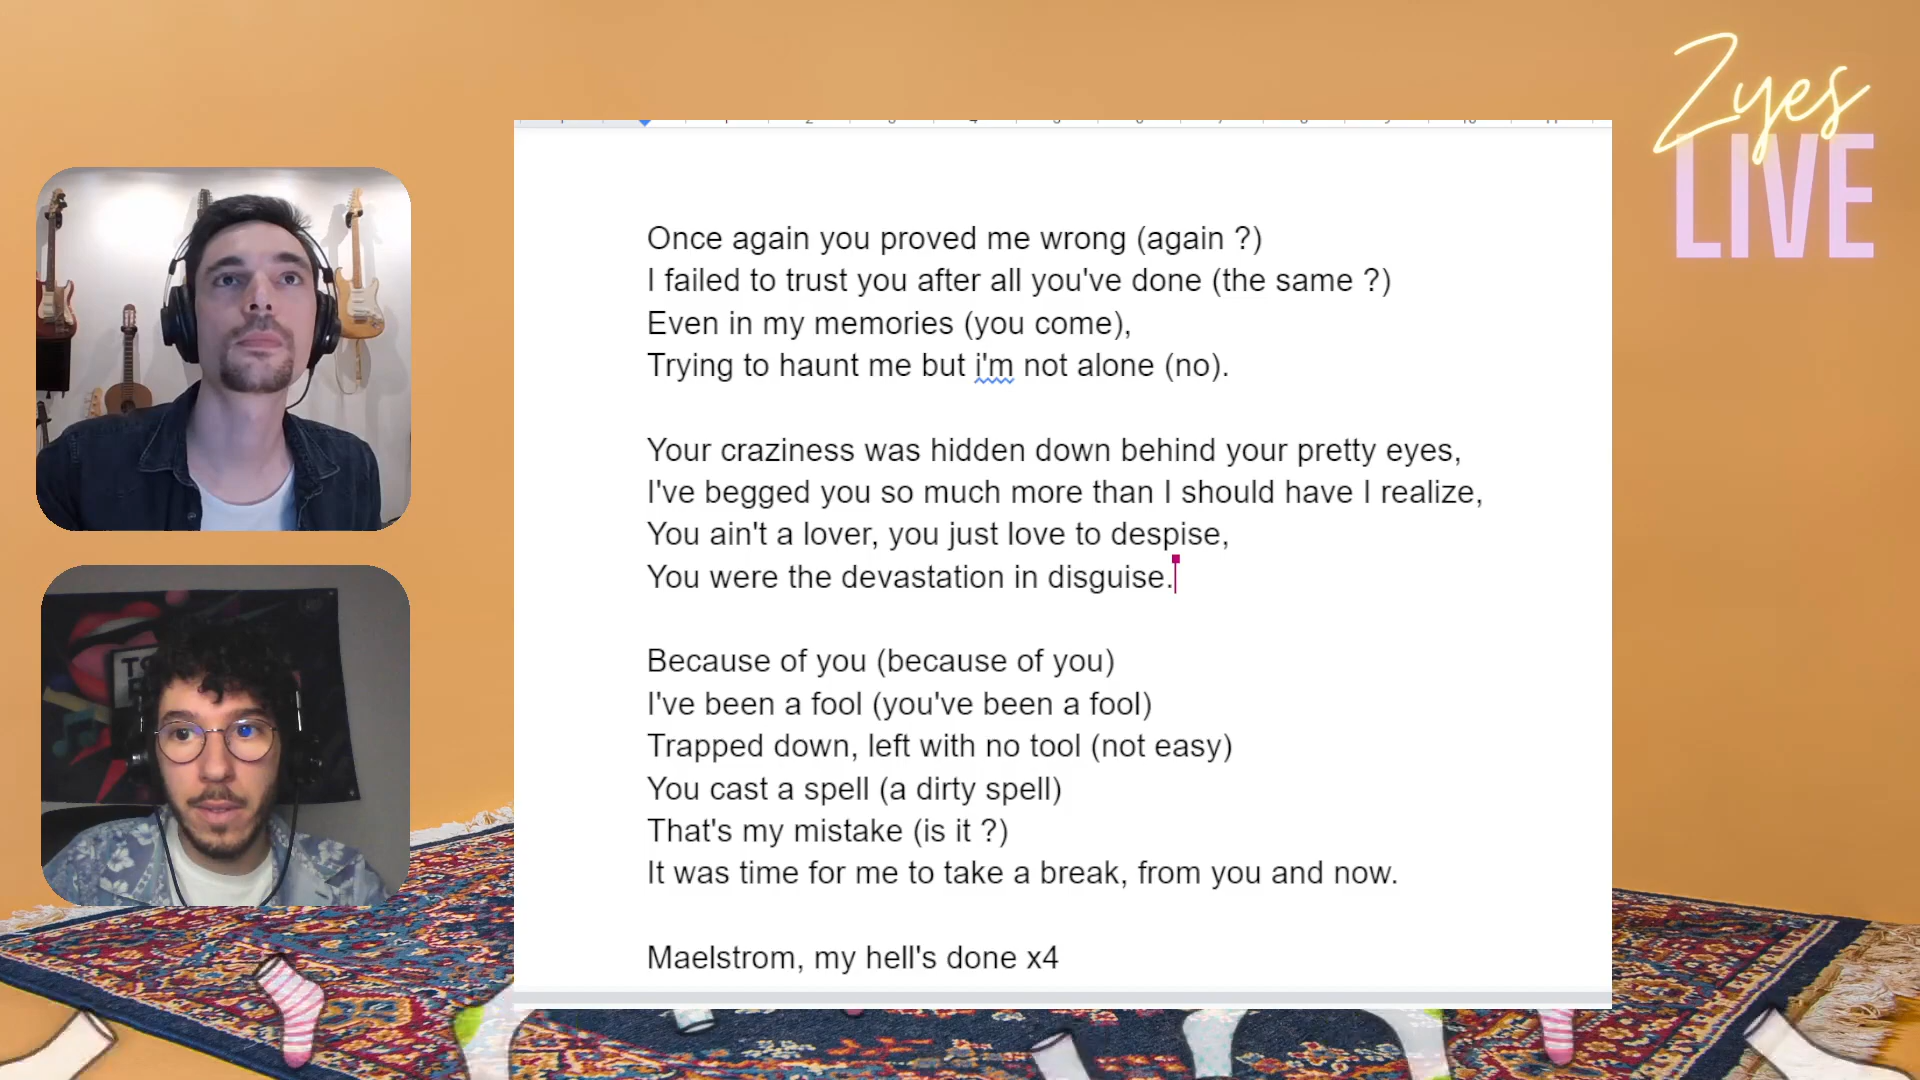 Zyes
LIVE
Once again you proved me wrong (again ?)
I failed to trust you after all you've done (the same ?)
Even in my memories (you come),
Trying to haunt me but i'm not alone (no).
Your craziness was hidden down behind your pretty eyes,
I've begged you so much more than I should have I realize,
You ain't a lover, you just love to despise,
You were the devastation in disguise.
Because of you (because of you)
I've been a fool (you've been a fool)
Trapped down, left with no tool (not easy)
You cast a spell (a dirty spell)
That's my mistake (is it ?)
It was time for me to take a break, from you and now.
Maelstrom, my hell's done x4